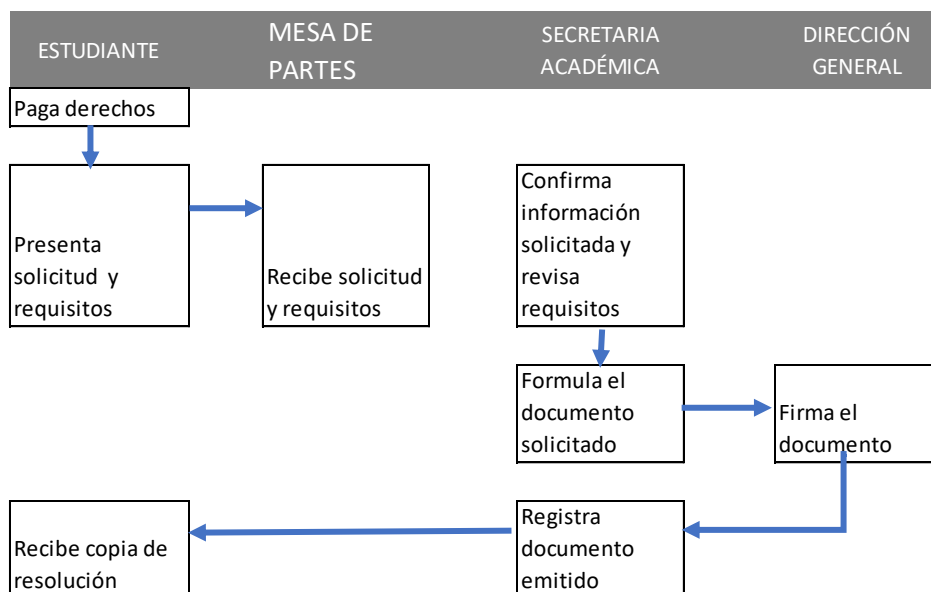 ESTUDIANTE
MESA DE
PARTES
SECRETARIA
ACADÉMICA
DIRECCIÓN
GENERAL
Paga derechos
Presenta
solicitud y
requisitos
Recibe solicitud
y requisitos
Confirma
información
solicitada y
revisa
requisitos
Formula el
documento
solicitado
Firma el
documento
Recibe copia de
resolución
Registra
documento
emitido